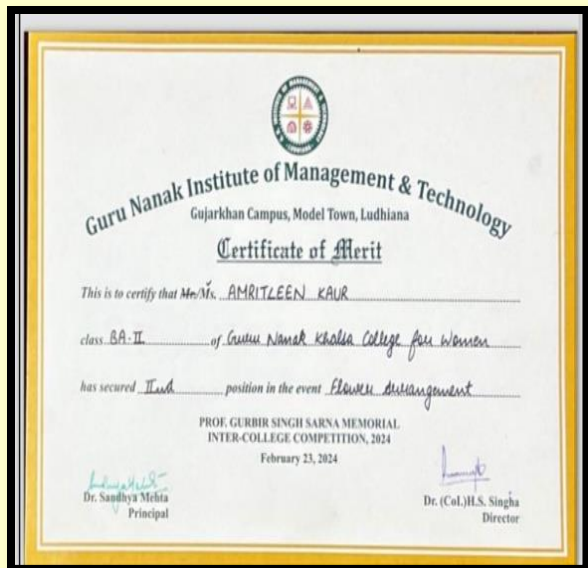 Guru Nanak Institute of Management & Technology
Gujarkhan Campus, Model Town, Ludhiana
Certificate of Merit
This is to certify that Mr./Ms. AMRITLEEN KAUR
class BA-II of Guru Nanak Khalsa College for Women
has secured IInd position in the event Flower arrangement
PROF. GURBIR SINGH SARNA MEMORIAL
INTER-COLLEGE COMPETITION, 2024
February 23, 2024
Dr. Sandhya Mehta
Principal
Dr. (Col.)H.S. Singha
Director